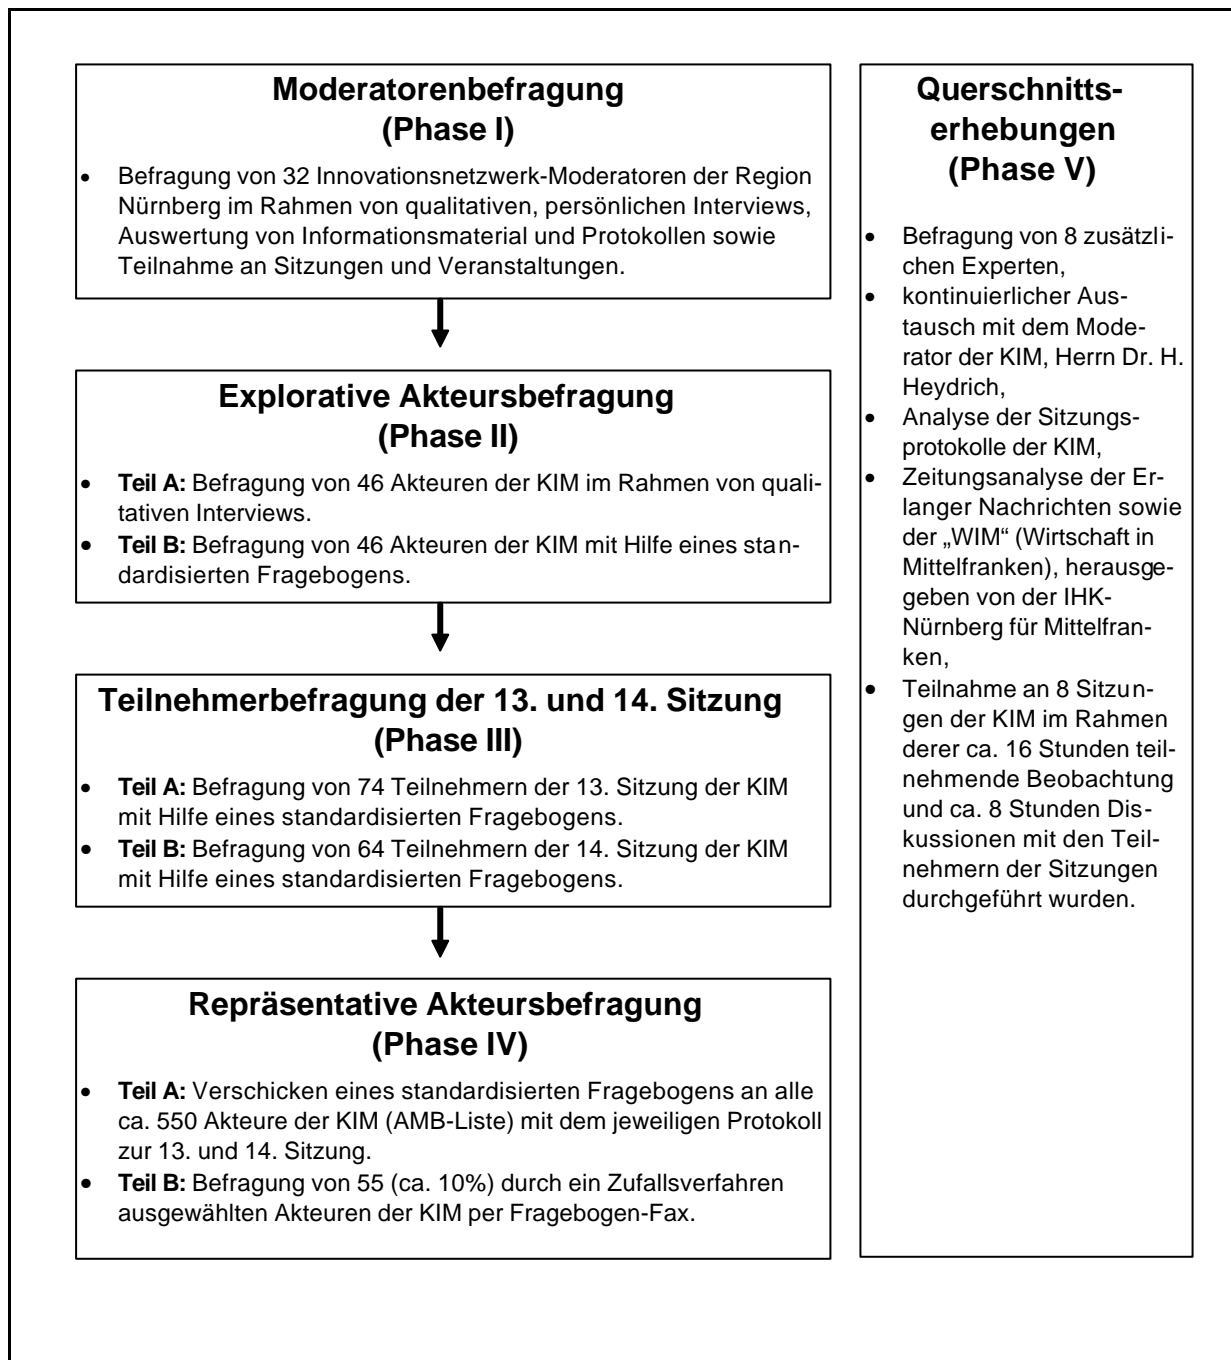 Moderatorenbefragung
(Phase I)
• Befragung von 32 Innovationsnetzwerk-Moderatoren der Region
Nürnberg im Rahmen von qualitativen, persönlichen Interviews,
Auswertung von Informationsmaterial und Protokollen sowie
Teilnahme an Sitzungen und Veranstaltungen.
Explorative Akteursbefragung
(Phase II)
• Teil A: Befragung von 46 Akteuren der KIM im Rahmen von quali-
tativen Interviews.
• Teil B: Befragung von 46 Akteuren der KIM mit Hilfe eines stan-
dardisierten Fragebogens.
Teilnehmerbefragung der 13. und 14. Sitzung
(Phase III)
• Teil A: Befragung von 74 Teilnehmern der 13. Sitzung der KIM
mit Hilfe eines standardisierten Fragebogens.
• Teil B: Befragung von 64 Teilnehmern der 14. Sitzung der KIM
mit Hilfe eines standardisierten Fragebogens.
Repräsentative Akteursbefragung
(Phase IV)
• Teil A: Verschicken eines standardisierten Fragebogens an alle
ca. 550 Akteure der KIM (AMB-Liste) mit dem jeweiligen Protokoll
zur 13. und 14. Sitzung.
• Teil B: Befragung von 55 (ca. 10%) durch ein Zufallsverfahren
ausgewählten Akteuren der KIM per Fragebogen-Fax.
Querschnitts-
erhebungen
(Phase V)
• Befragung von 8 zusätzli-
chen Experten,
• kontinuierlicher Aus-
tausch mit dem Mode-
rator der KIM, Herrn Dr. H.
Heydrich,
• Analyse der Sitzungs-
protokolle der KIM,
• Zeitungsanalyse der Er-
langer Nachrichten sowie
der „WIM“ (Wirtschaft in
Mittelfranken), herausge-
geben von der IHK-
Nürnberg für Mittelfran-
ken,
• Teilnahme an 8 Sitzun-
gen der KIM im Rahmen
derer ca. 16 Stunden teil-
nehmende Beobachtung
und ca. 8 Stunden Dis-
kussionen mit den Teil-
nehmern der Sitzungen
durchgeführt wurden.